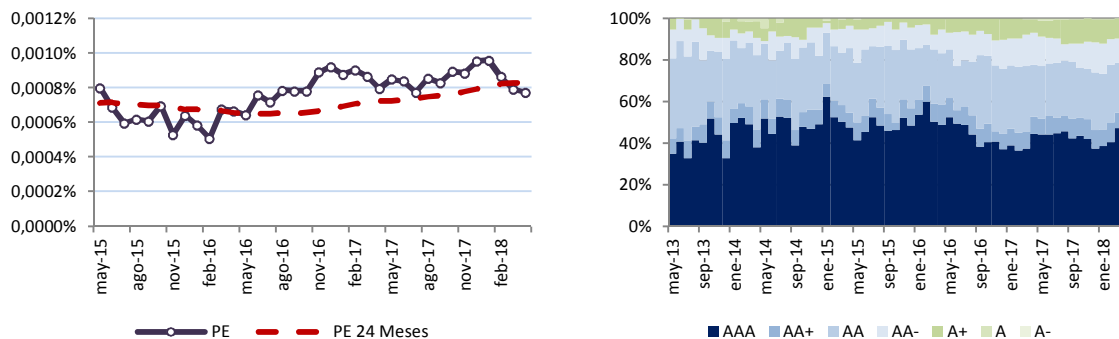 0,0012%
0,0010%
0,0008%
0,0006%
0,0004%
0,0002%
0,0000%
may-15
ago-15
nov-15
feb-16
may-16
ago-16
nov-16
feb-17
may-17
ago-17
nov-17
feb-18
PE
PE 24 Meses
100%
80%
60%
40%
20%
0%
may-13
sep-13
ene-14
may-14
sep-14
ene-15
may-15
sep-15
ene-16
may-16
sep-16
ene-17
may-17
sep-17
ene-18
AAA
AA+
AA
AA-
A+
A
A-